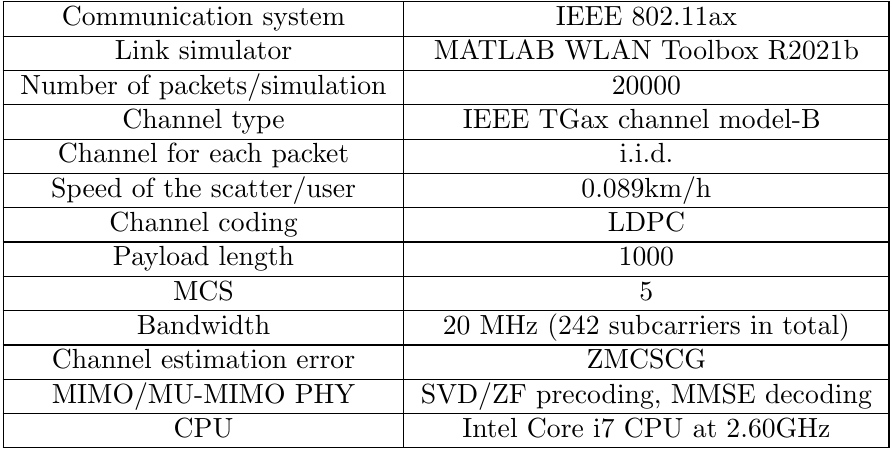 Communication system IEEE 802.11ax
Link simulator MATLAB WLAN Toolbox R2021b
Number of packets/simulation 20000
Channel type IEEE TGax channel model-B
Channel for each packet i.i.d.
Speed of the scatter/user 0.089km/h
Channel coding LDPC
Payload length 1000
MCS 5
Bandwidth 20 MHz (242 subcarriers in total)
Channel estimation error ZMCSCG
MIMO/MU-MIMO PHY SVD/ZF precoding, MMSE decoding
CPU Intel Core i7 CPU at 2.60GHz